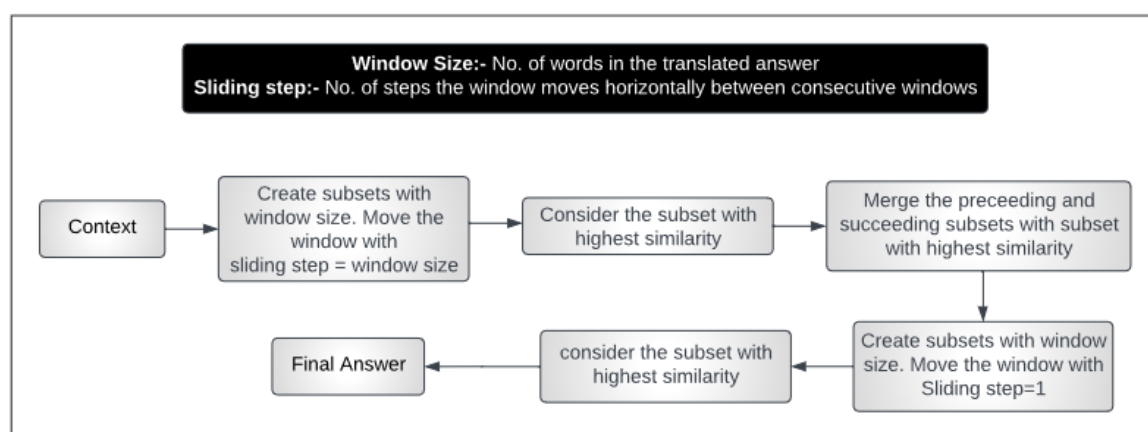 Window Size:- No. of words in the translated answer
Sliding step:- No. of steps the window moves horizontally between consecutive windows
Context
Create subsets with
window size. Move the
window with
sliding step = window size
Consider the subset with
highest similarity
Merge the preceeding and
succeeding subsets with subset
with highest similarity
Create subsets with window
size. Move the window with
Sliding step=1
consider the subset with
highest similarity
Final Answer